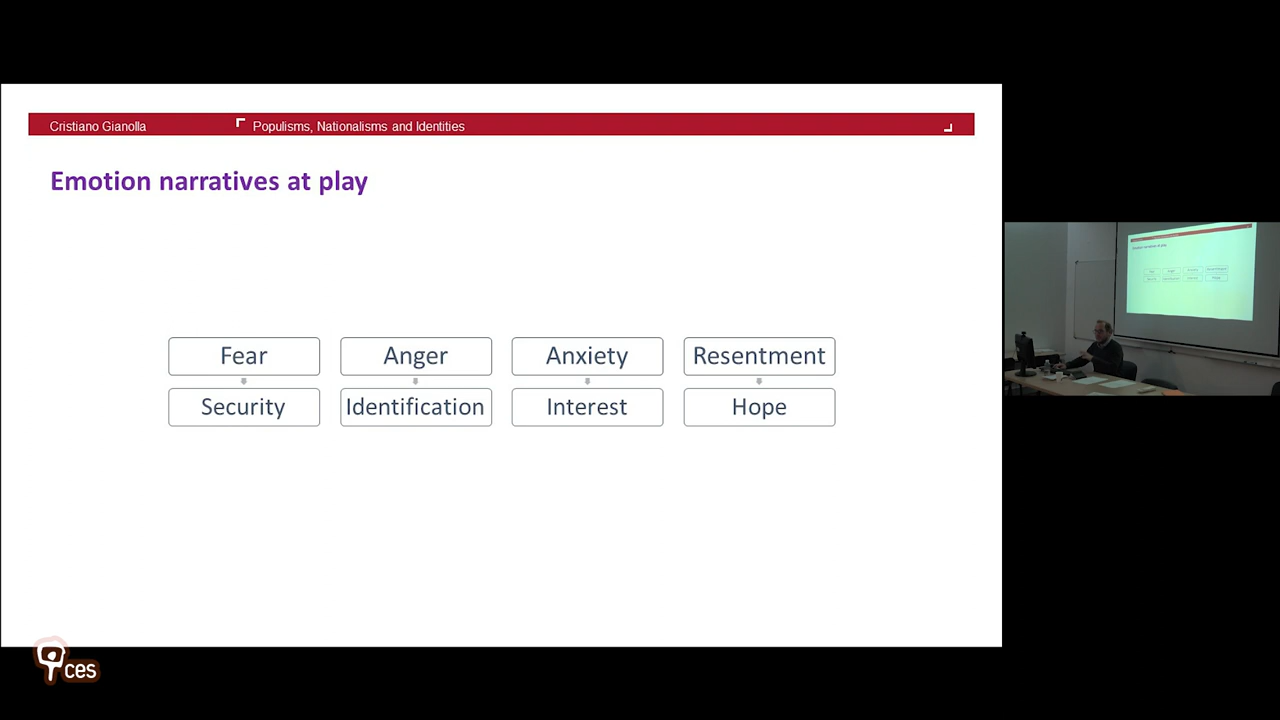 Cristiano Gianolla
Populisms, Nationalisms and Identities
Emotion narratives at play
Fear
Anger
Anxiety
Resentment
Security
Identification
Interest
Hope
ces